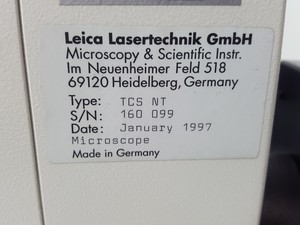 Leica Lasertechnik GmbH
Microscopy & Scientific Instr.
Im Neuenheimer Feld 518
69120 Heidelberg, Germany
Type: TCS NT
S/N: 160 099
Date: January 1997
Microscope
Made in Germany